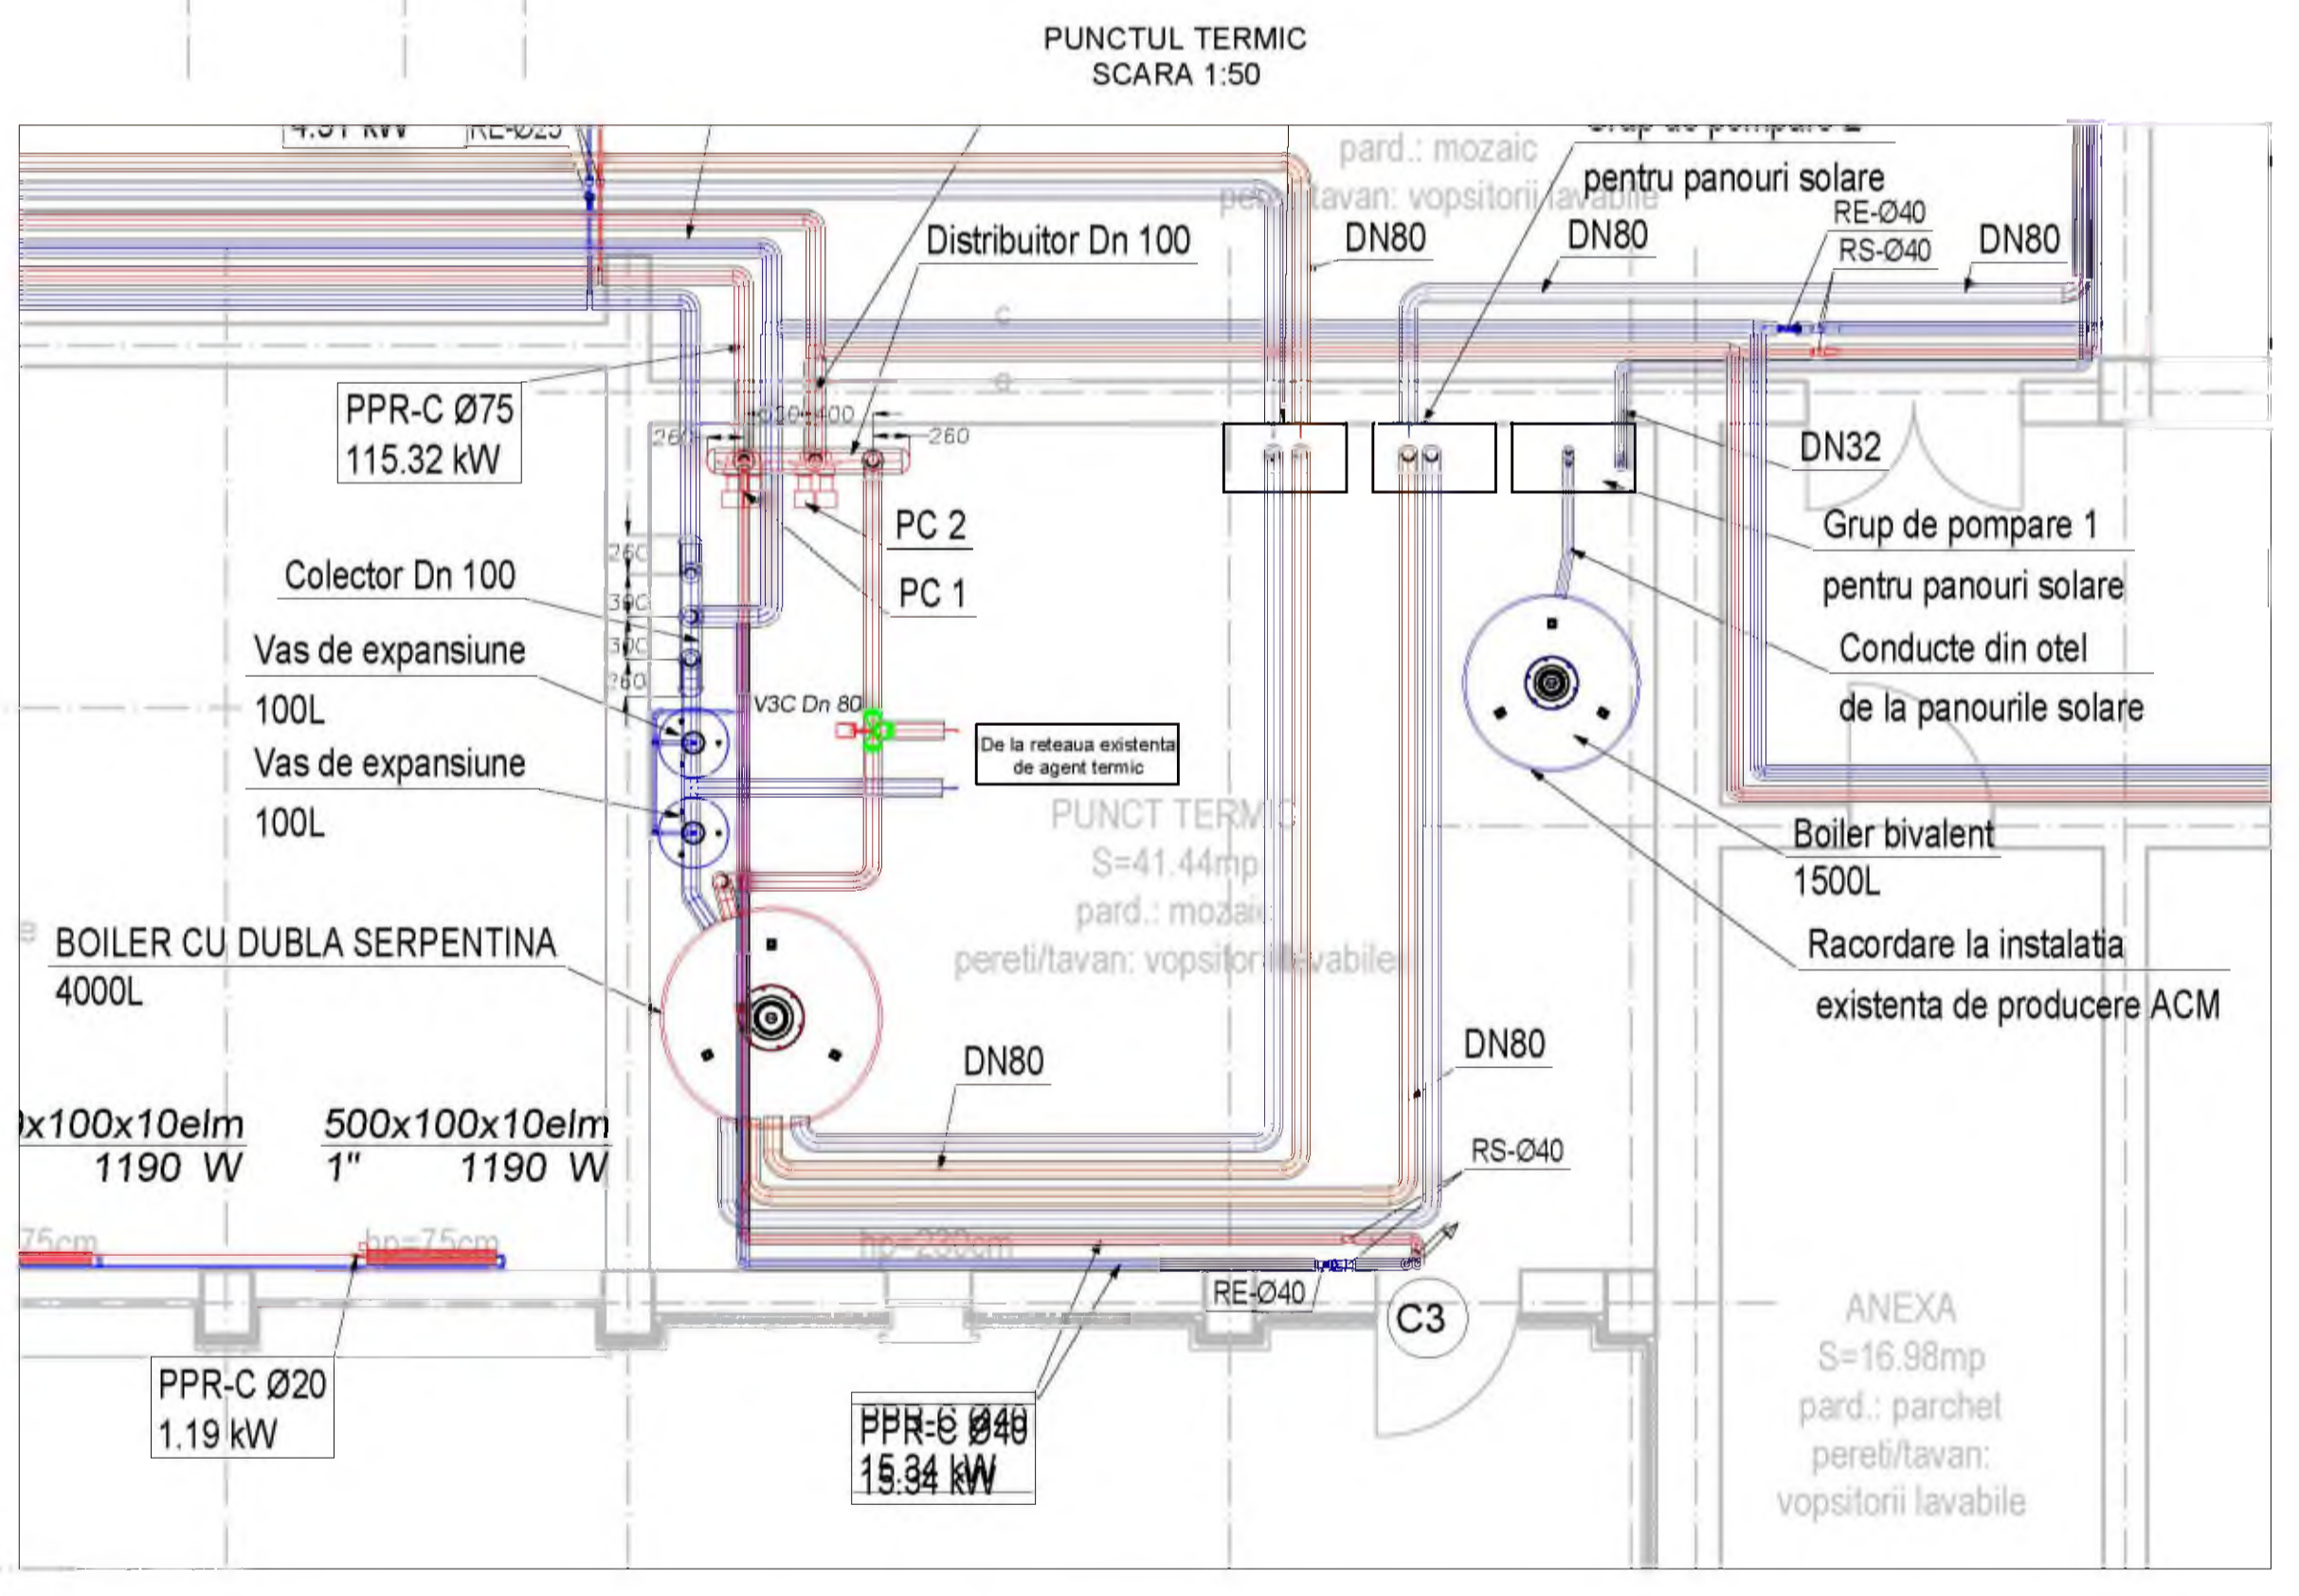 PUNCTUL TERMIC
SCARA 1:50
4.31 kW
RE-Ø25
pard.: mozaic
pentru panouri solare
tavan: vopsitorii lavabile
RE-Ø40
RS-Ø40
Distribuitor Dn 100
DN80
DN80
DN80
c
PPR-C Ø75
115.32 kW
400
260
260
DN32
PC 2
Grup de pompare 1
pentru panouri solare
Colector Dn 100
260
300
300
260
PC 1
Vas de expansiune
100L
Conducte din otel
de la panourile solare
V3C Dn 80
De la reteaua existenta
de agent termic
Vas de expansiune
100L
PUNCT TERMIC
S=41.44mp
pard.: mozaic
pereti/tavan: vopsitorii lavabile
Boiler bivalent
1500L
BOILER CU DUBLA SERPENTINA
4000L
Racordare la instalatia
existenta de producere ACM
DN80
DN80
x100x10elm
1190 W
500x100x10elm
1" 1190 W
RS-Ø40
75cm
hp=75cm
hp=230cm
RE-Ø40
C3
ANEXA
S=16.98mp
pard.: parchet
pereti/tavan:
vopsitorii lavabile
PPR-C Ø20
1.19 kW
PPR-C Ø40
15.34 kW